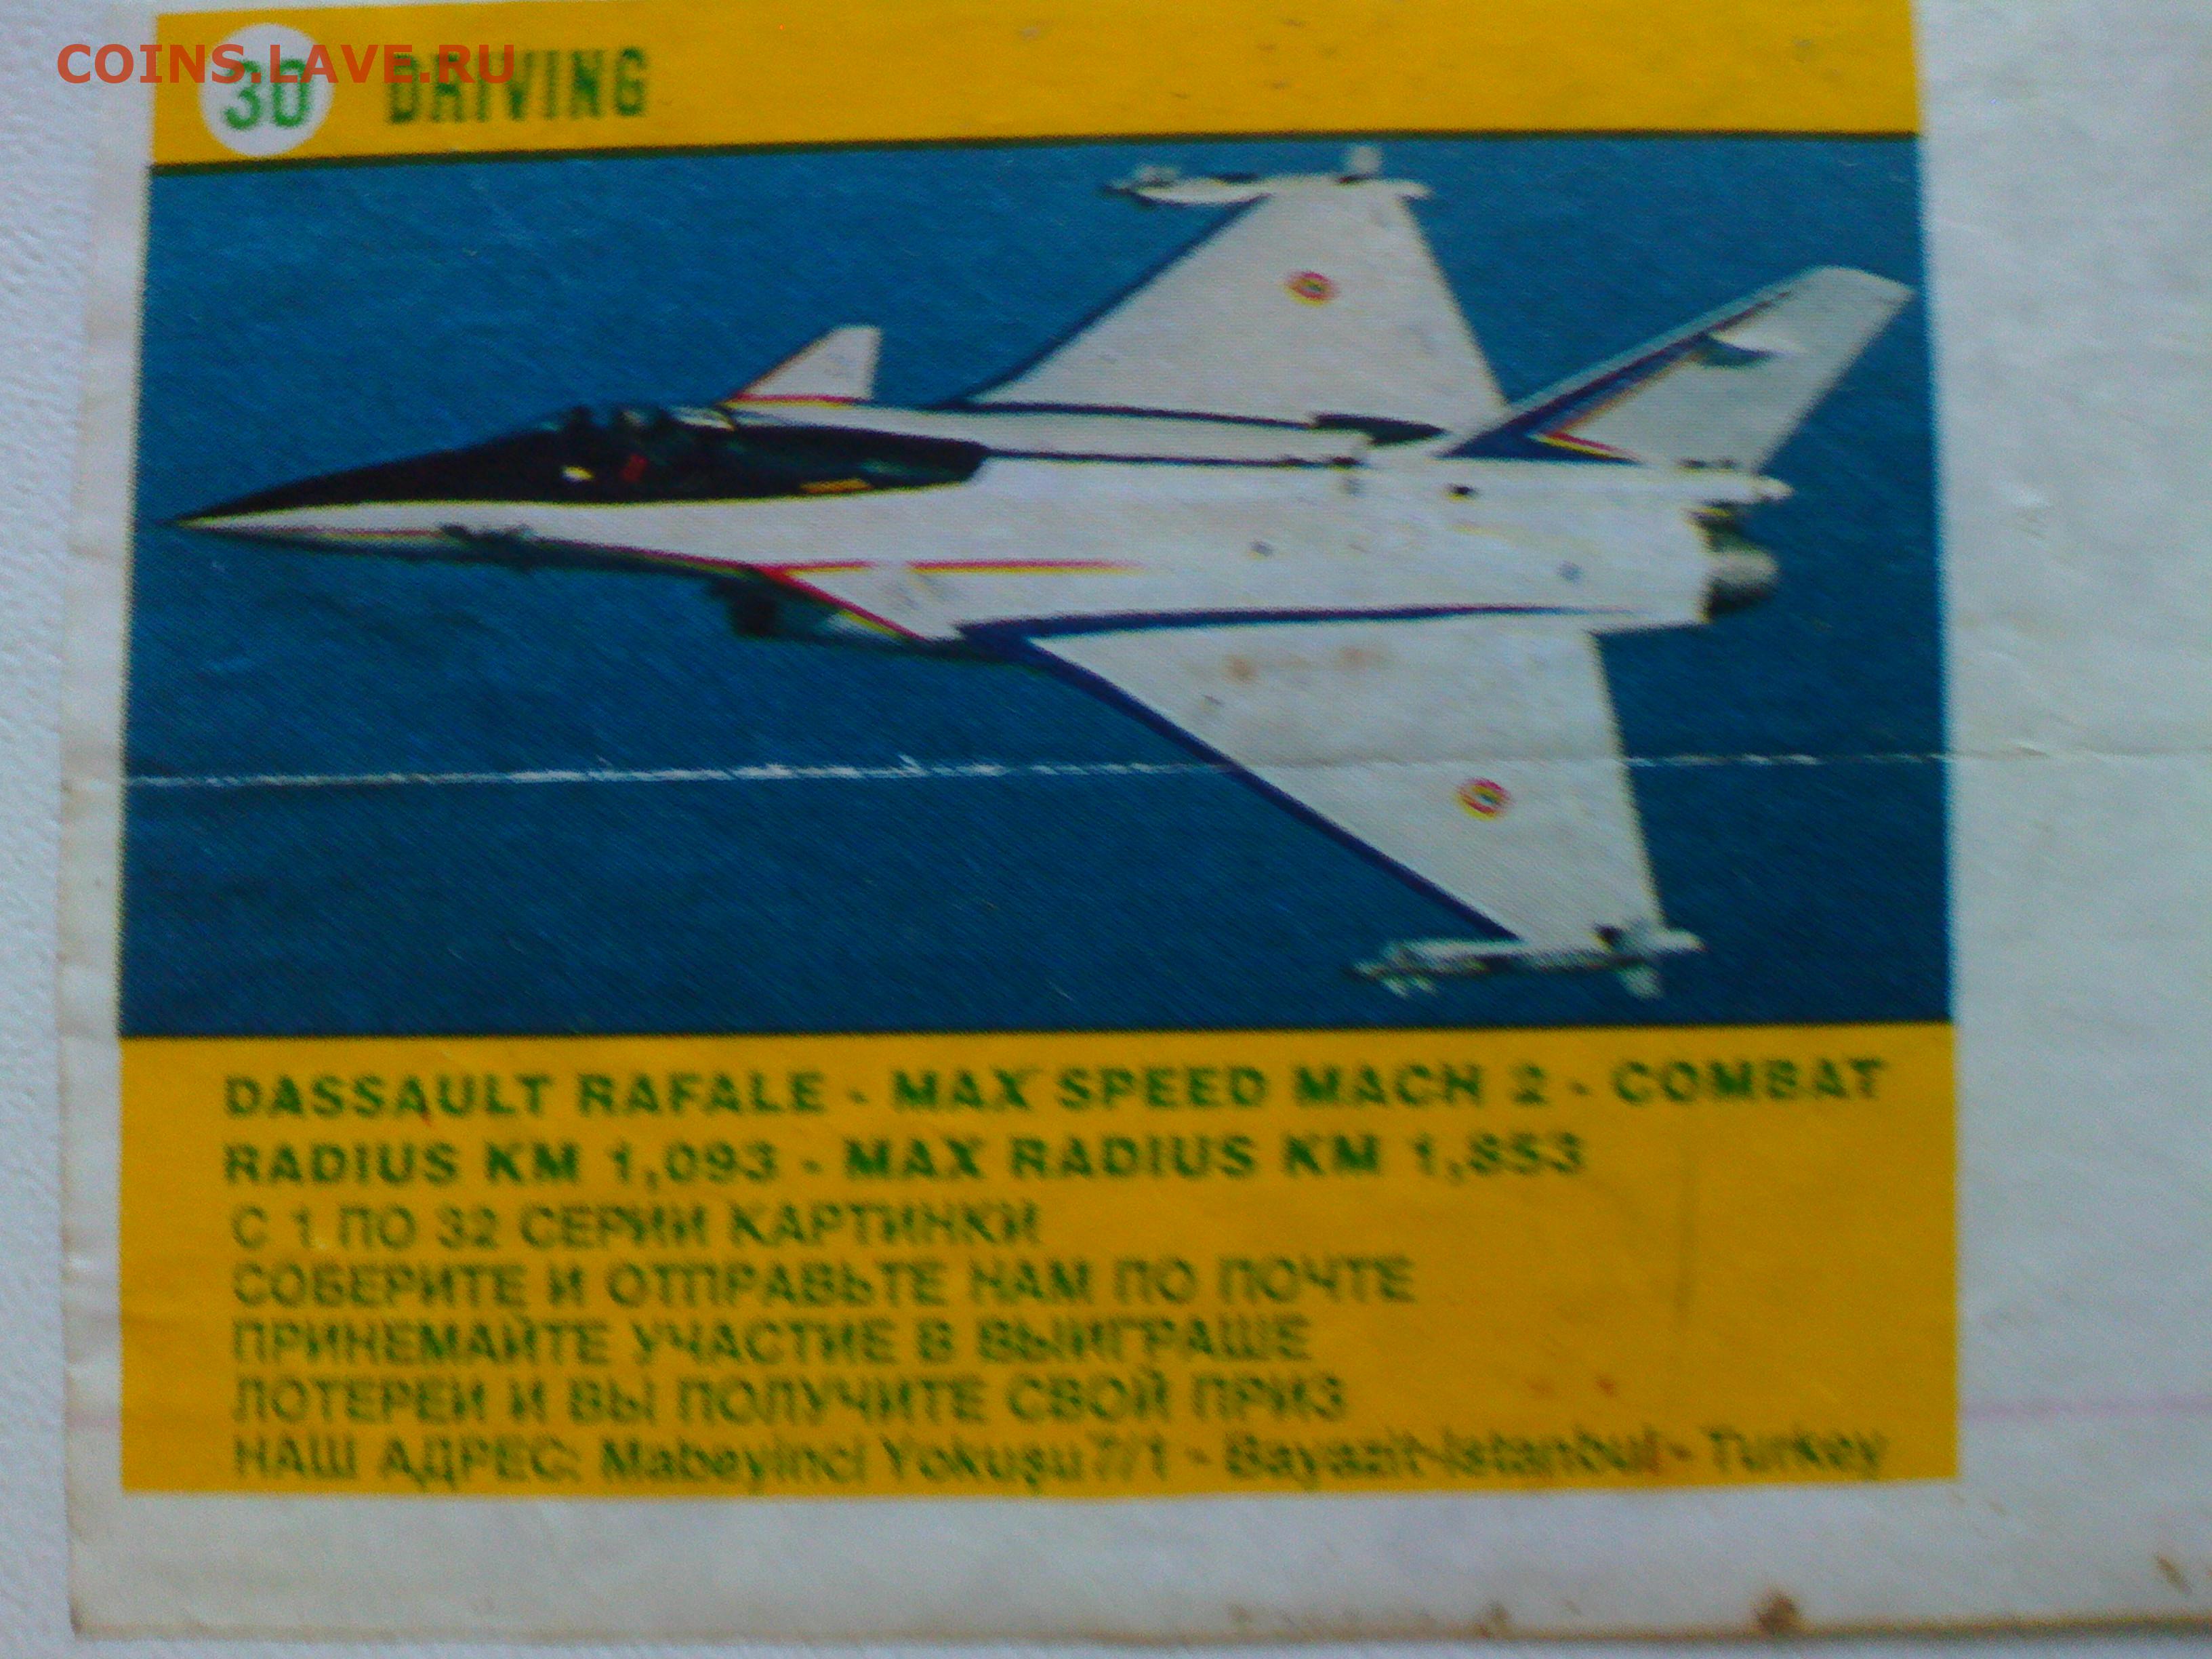 COINS.LAVE.RU
30 DRIVING
DASSAULT RAFALE - MAX SPEED MACH 2 - COMBAT
RADIUS KM 1,093 - MAX RADIUS KM 1,853
С 1 ПО 32 СЕРИИ КАРТИНКИ
СОБЕРИТЕ И ОТПРАВЬТЕ НАМ ПО ПОЧТЕ
ПРИНЕМАЙТЕ УЧАСТИЕ В ВЫИГРАШЕ
ЛОТЕРЕИ И ВЫ ПОЛУЧИТЕ СВОЙ ПРИЗ
НАШ АДРЕС: Mabeyinci Yokuşu 7/1 - Bayazit-Istanbul - Turkey